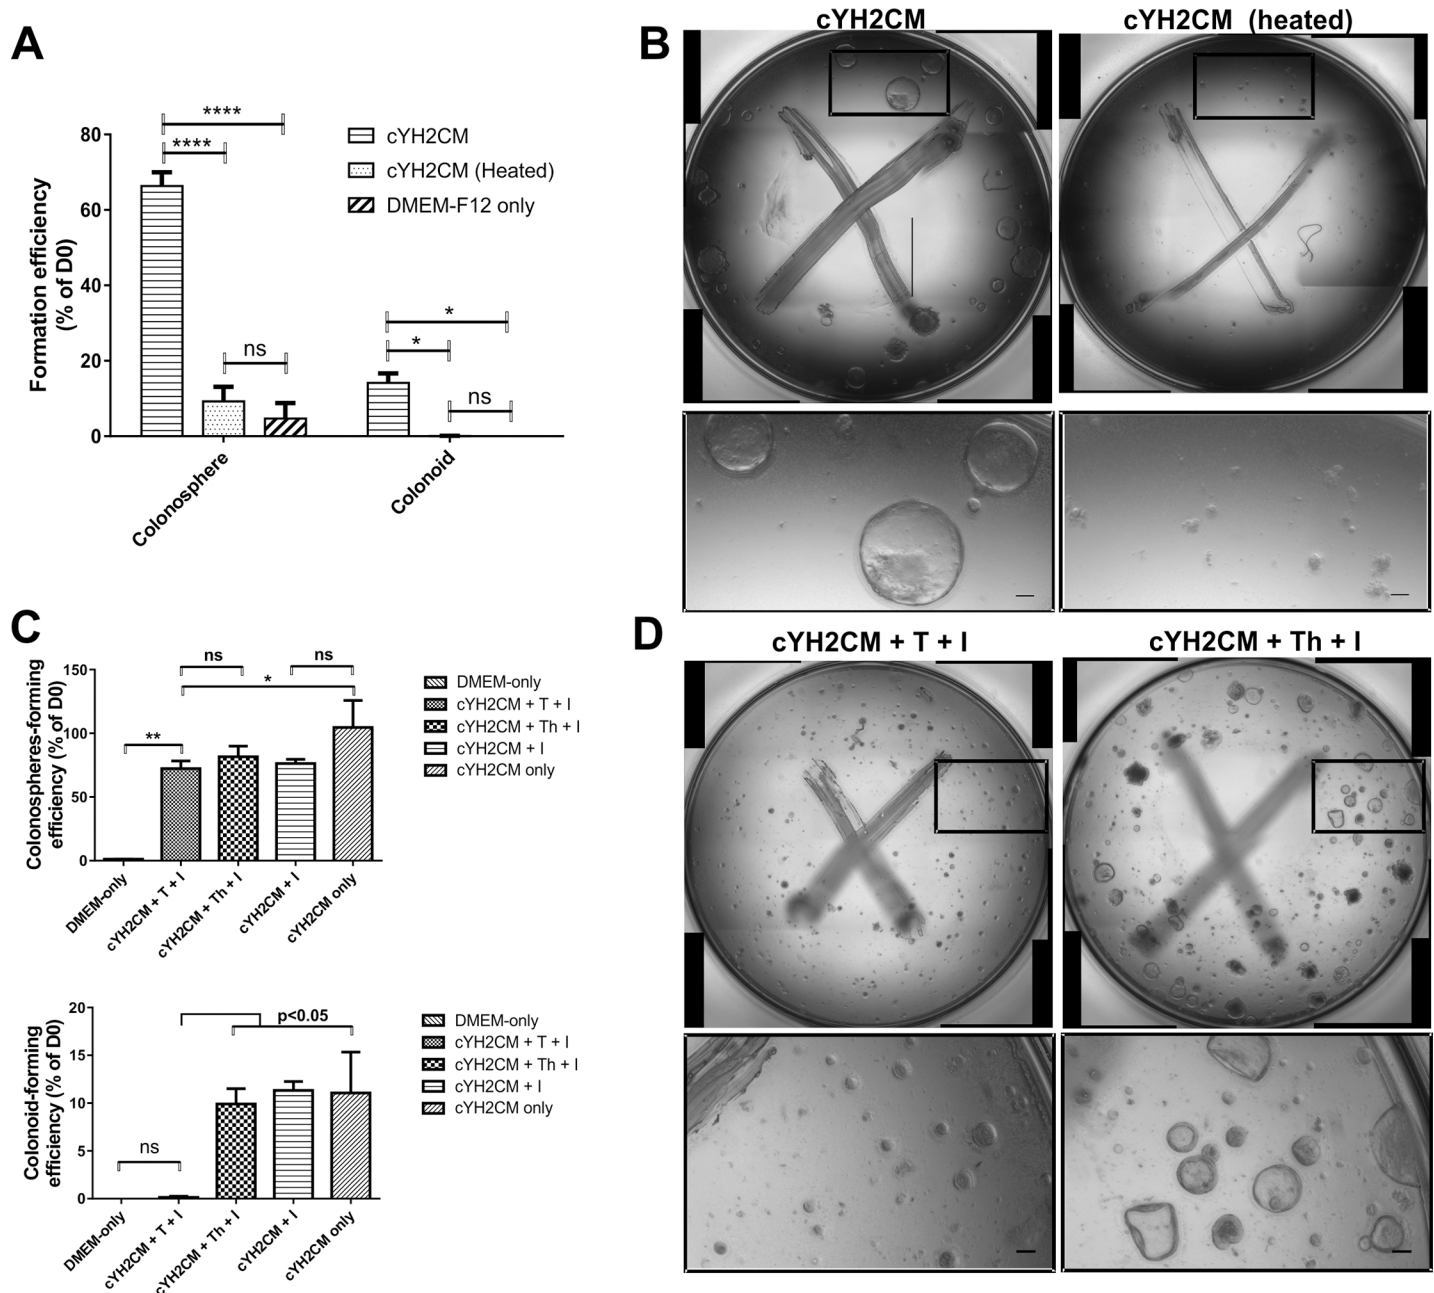 A
Formation efficiency
(% of D0)
80
60
40
20
0
****
****
ns
*
*
ns
cYH2CM
cYH2CM (Heated)
DMEM-F12 only
Colonosphere
Colonoid
B
cYH2CM
cYH2CM (heated)
C
Colonospheres-forming
efficiency (% of D0)
150
100
50
0
ns
ns
*
**
DMEM-only
cYH2CM + T + I
cYH2CM + Th + I
cYH2CM + I
cYH2CM only
DMEM-only
cYH2CM + T + I
cYH2CM + Th + I
cYH2CM + I
cYH2CM only
Colonoid-forming
efficiency (% of D0)
20
15
10
5
0
p<0.05
ns
DMEM-only
cYH2CM + T + I
cYH2CM + Th + I
cYH2CM + I
cYH2CM only
DMEM-only
cYH2CM + T + I
cYH2CM + Th + I
cYH2CM + I
cYH2CM only
D
cYH2CM + T + I
cYH2CM + Th + I